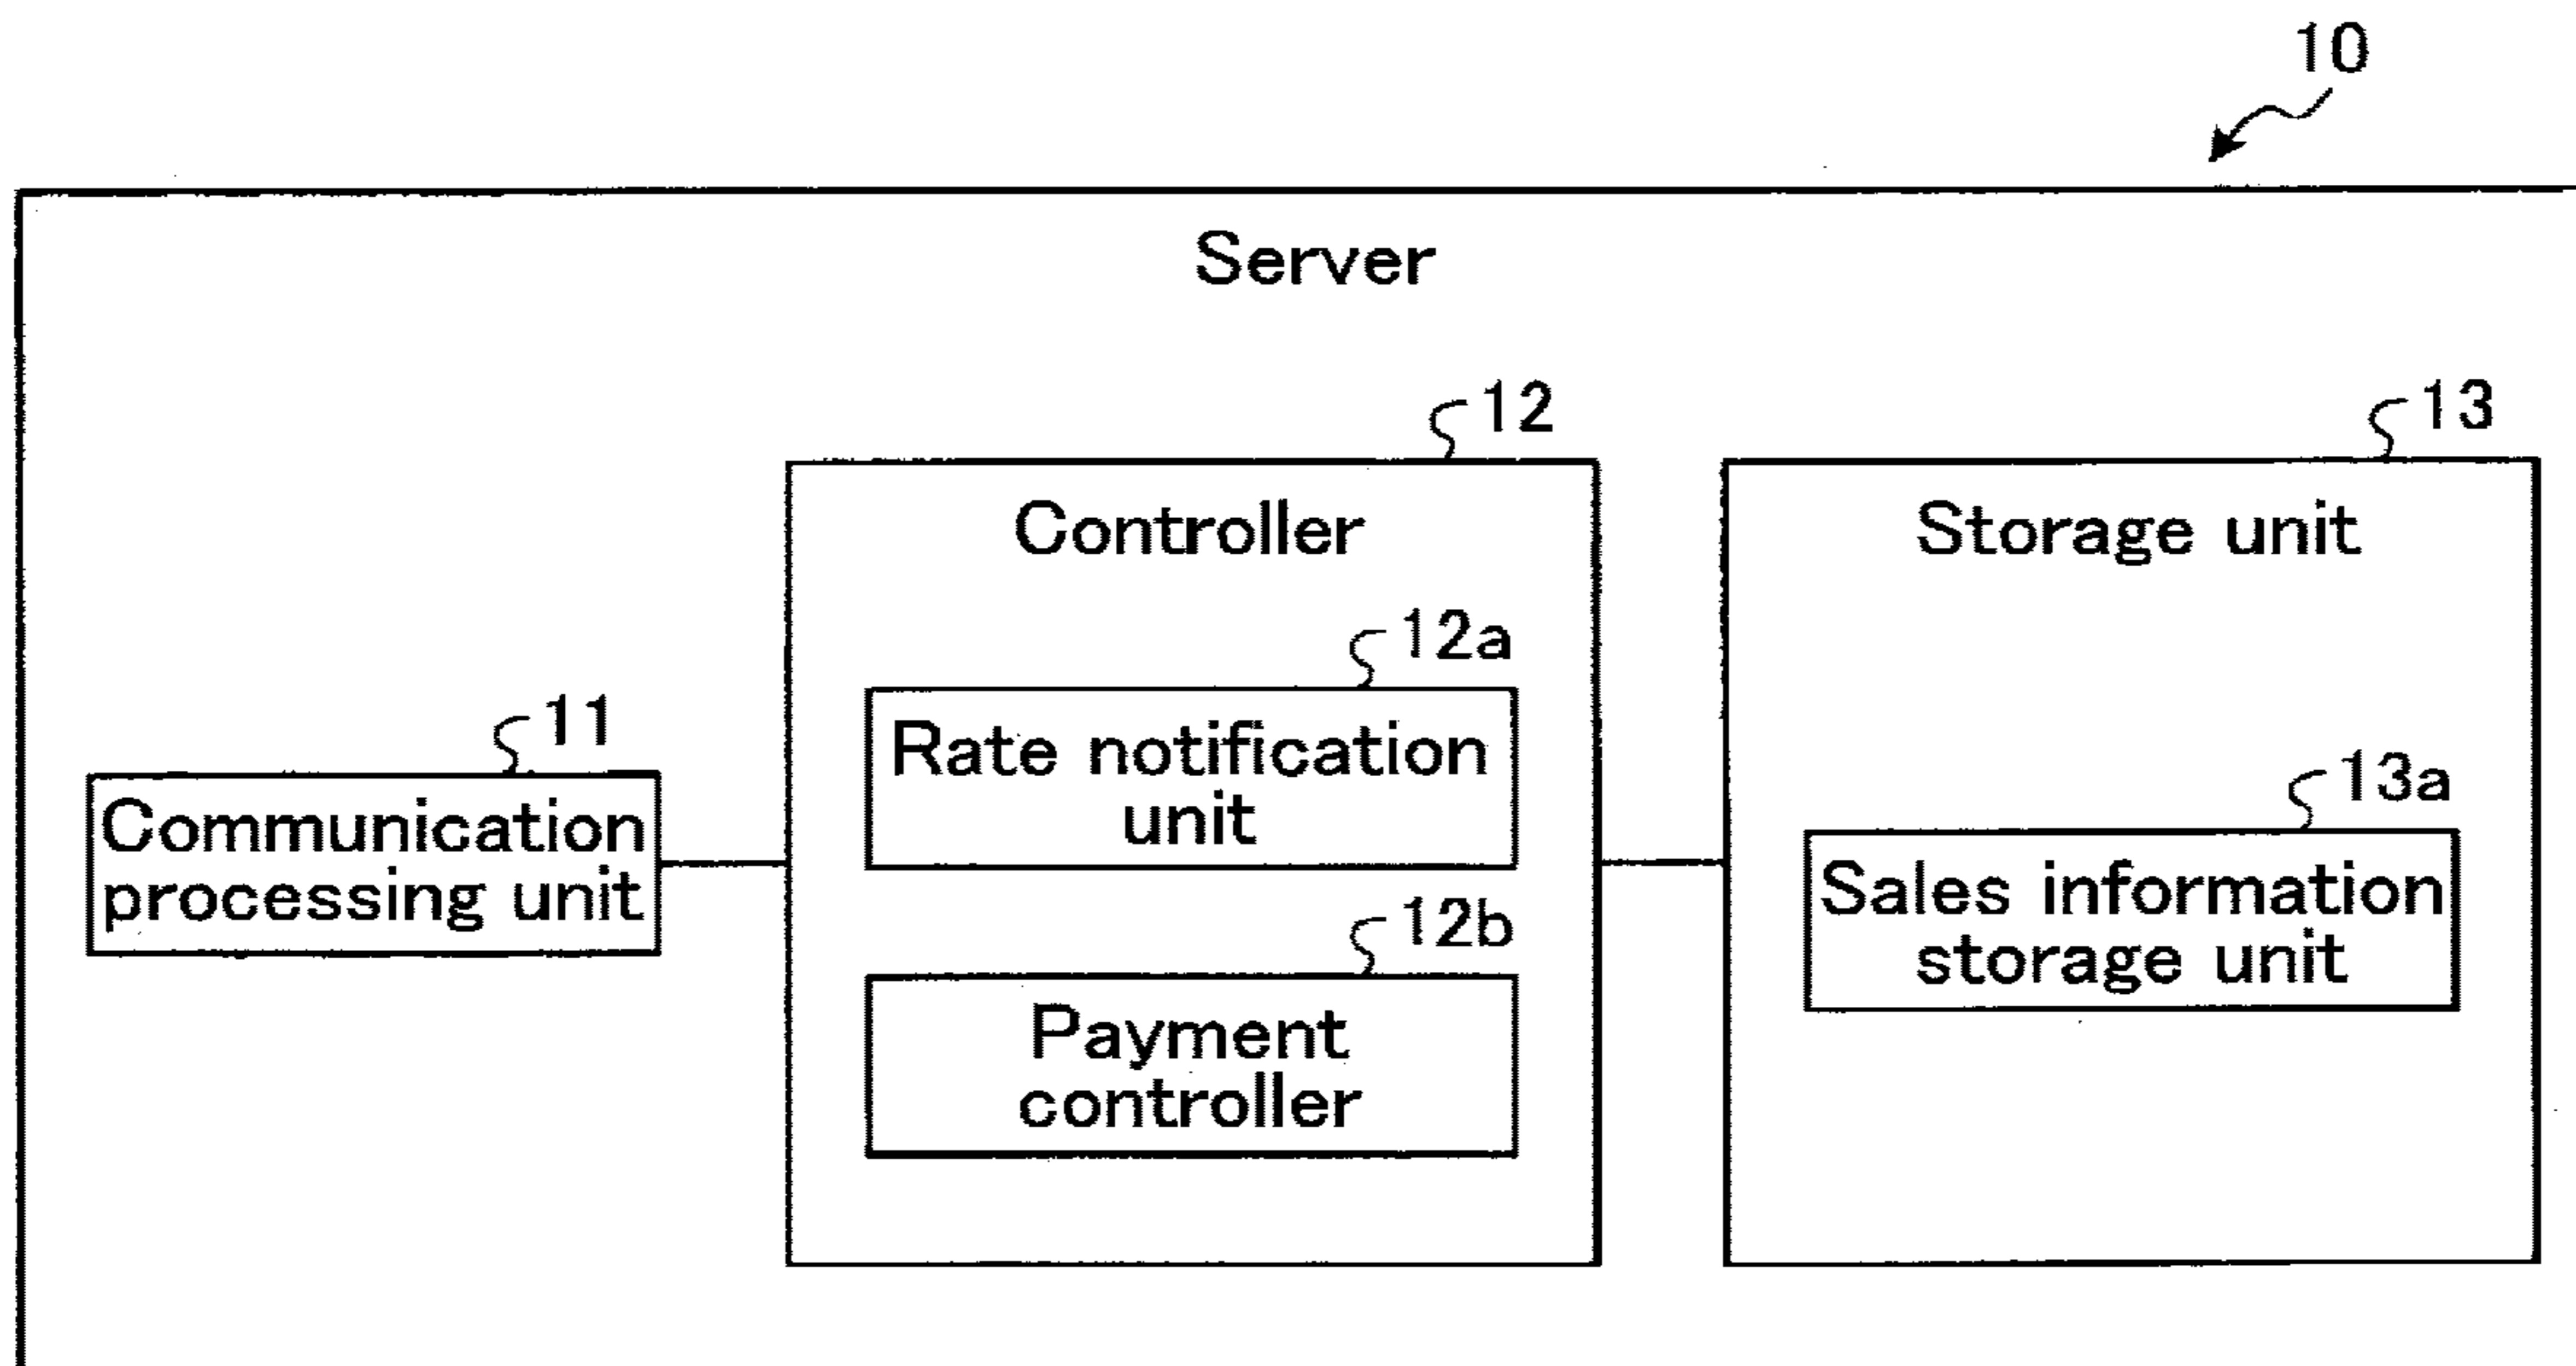 10
Server
12
13
Controller
Storage unit
12a
11
Rate notification
unit
13a
Communication
processing unit
Sales information
storage unit
12b
Payment
controller